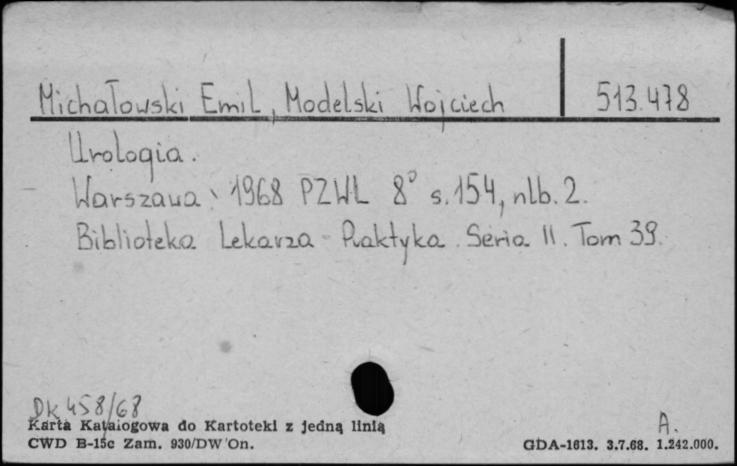 Michałowski Emil, Modelski Wojciech 513.478
Urologia.
Warszawa 1968 PZWL 8° s. 154, nlb. 2.
Biblioteka Lekarza - Praktyka. Seria II. Tom 39.
DK 458/68
Karta Katalogowa do Kartoteki z jedną linią A.
CWD B-15c Zam. 930/DW On. GDA-1613. 3.7.68. 1.242.000.